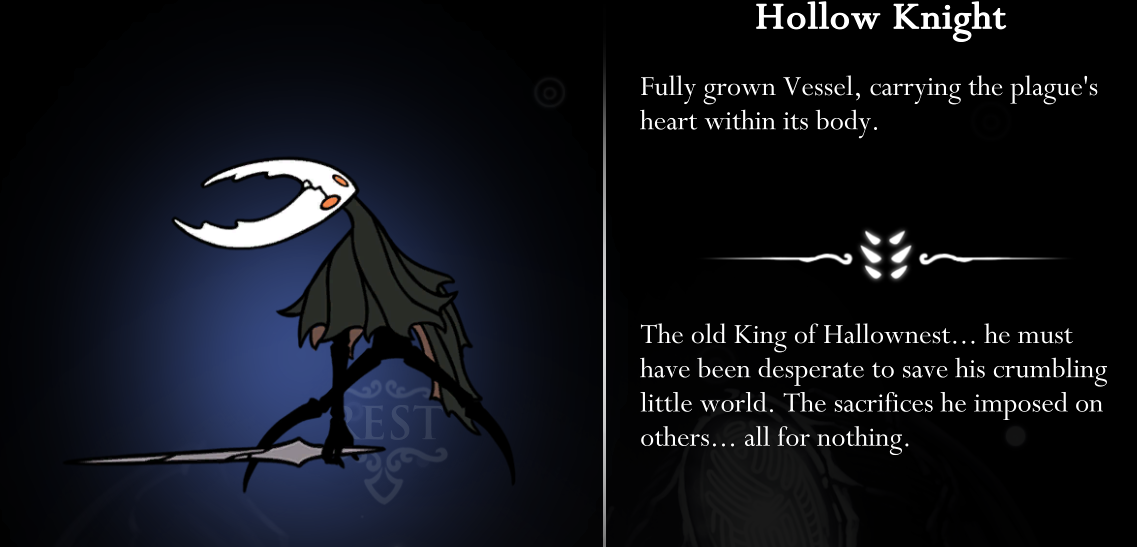 Hollow Knight
Fully grown Vessel, carrying the plague's
heart within its body.
The old King of Hallownest... he must
have been desperate to save his crumbling
little world. The sacrifices he imposed on
others... all for nothing.
REST